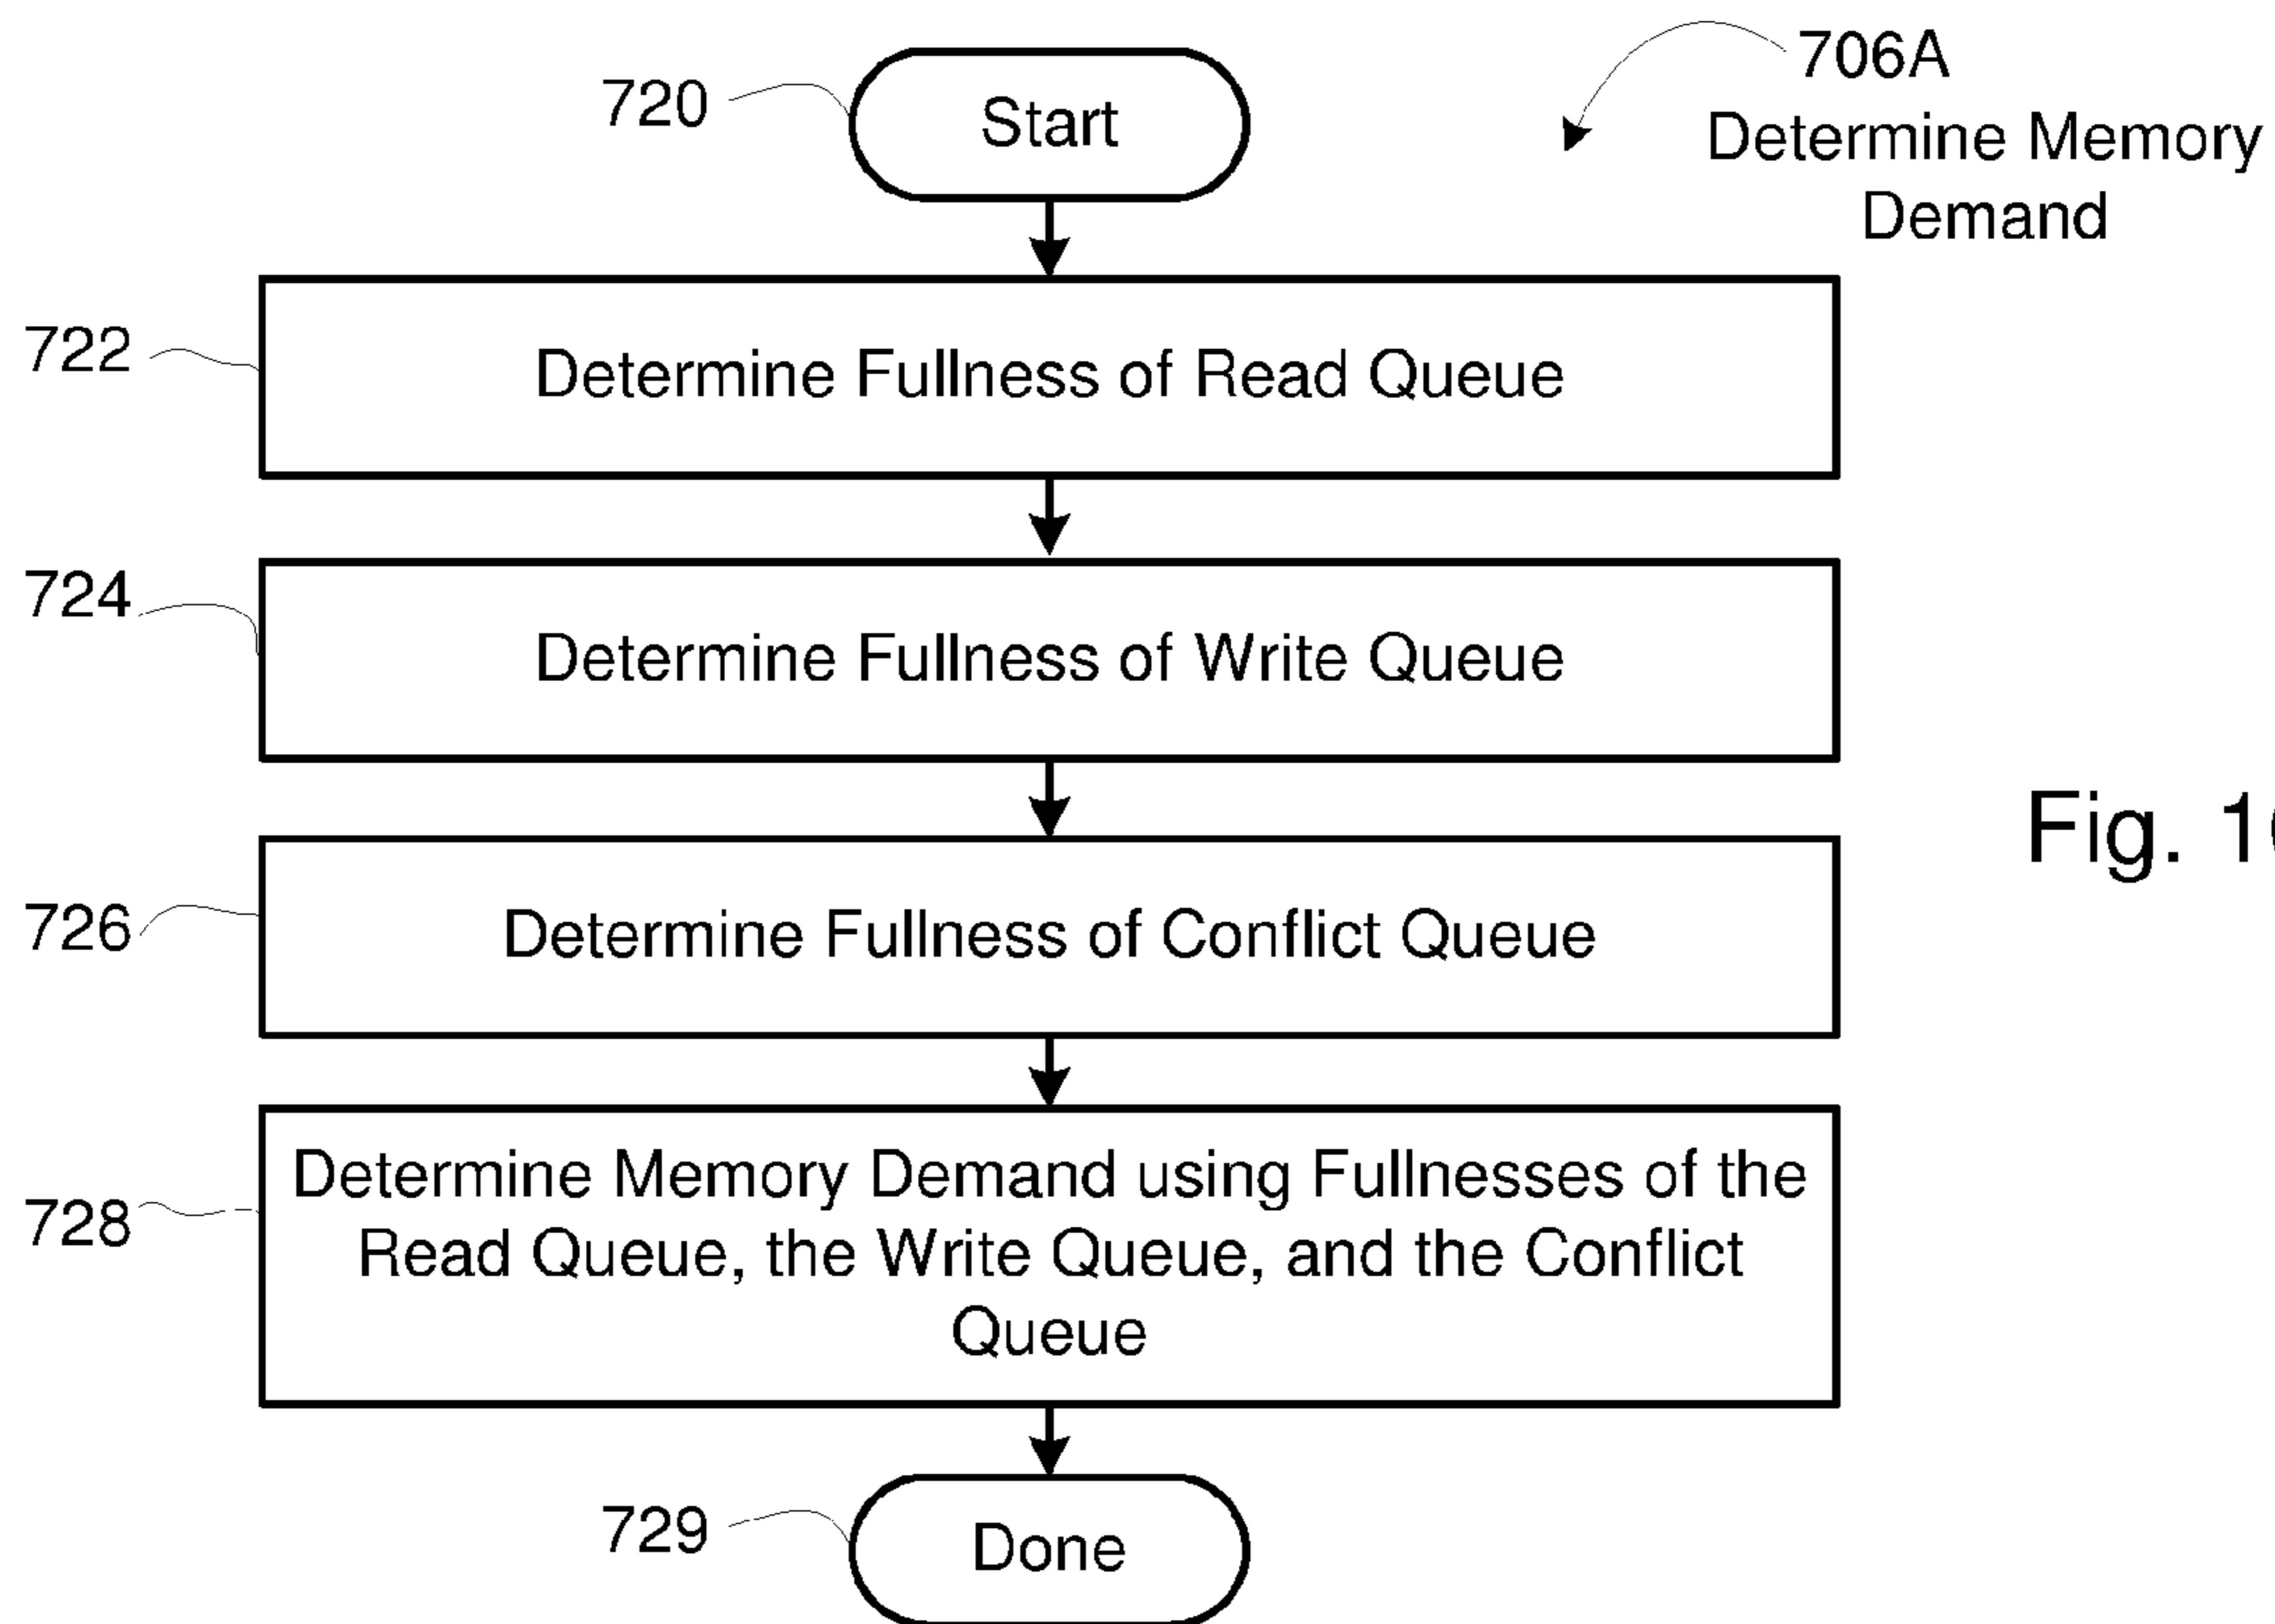 720
Start
706A
Determine Memory
Demand
722
Determine Fullness of Read Queue
724
Determine Fullness of Write Queue
Fig.
726
Determine Fullness of Conflict Queue
728
Determine Memory Demand using Fullnesses of the
Read Queue, the Write Queue, and the Conflict
Queue
729
Done